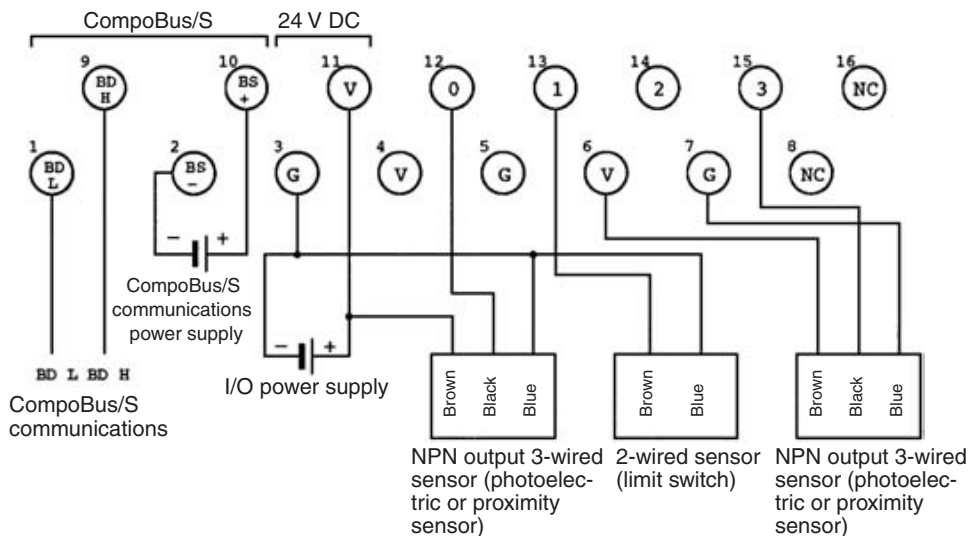 CompoBus/S 24 V DC
9 10 11 12 13 14 15 16
BD H BS + V 0 1 2 3 NC
1 2 3 4 5 6 7 8
BD L BS − G V G V G NC
− +
CompoBus/S
communications
power supply
− +
I/O power supply
BD L BD H
CompoBus/S
communications
Brown Black Blue
Brown Blue
Brown Black Blue
NPN output 3-wired
sensor (photoelec-
tric or proximity
sensor)
2-wired sensor
(limit switch)
NPN output 3-wired
sensor (photoelec-
tric or proximity
sensor)